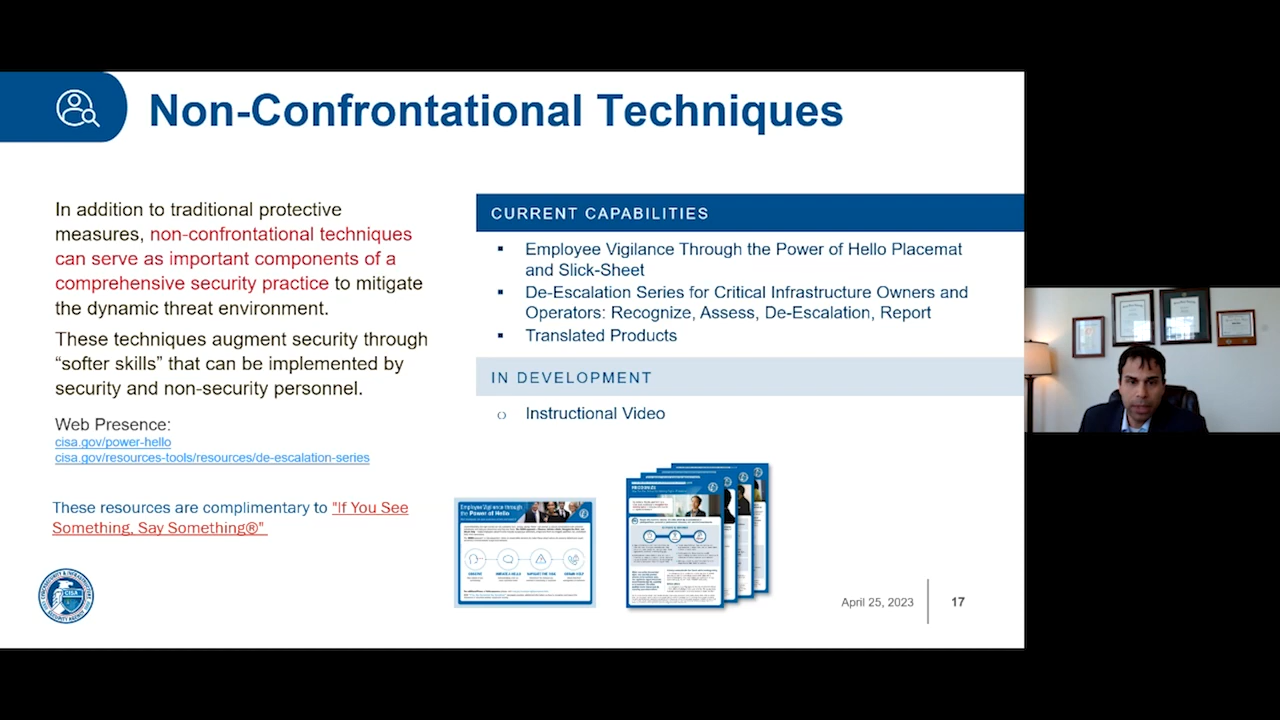 Non-Confrontational Techniques
In addition to traditional protective
measures, non-confrontational techniques
can serve as important components of a
comprehensive security practice to mitigate
the dynamic threat environment.
These techniques augment security through
“softer skills” that can be implemented by
security and non-security personnel.
Web Presence:
cisa.gov/power-hello
cisa.gov/resources-tools/resources/de-escalation-series
These resources are complimentary to "If You See
Something, Say Something®"
CURRENT CAPABILITIES
Employee Vigilance Through the Power of Hello Placemat
and Slick-Sheet
De-Escalation Series for Critical Infrastructure Owners and
Operators: Recognize, Assess, De-Escalation, Report
Translated Products
IN DEVELOPMENT
Instructional Video
Employee Vigilance through
the Power of Hello
CISA
April 25, 2023
17